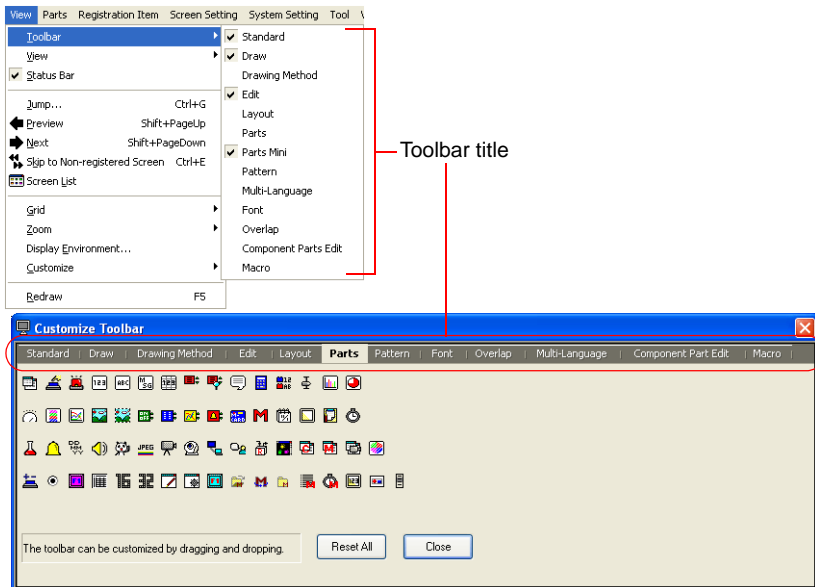 View Parts Registration Item Screen Setting System Setting Tool
Toolbar
View
Status Bar
Jump... Ctrl+G
Preview Shift+PageUp
Next Shift+PageDown
Skip to Non-registered Screen Ctrl+E
Screen List
Grid
Zoom
Display Environment...
Customize
Redraw F5
Standard
Draw
Drawing Method
Edit
Layout
Parts
Parts Mini
Pattern
Multi-Language
Font
Overlap
Component Parts Edit
Macro
Toolbar title
Customize Toolbar
Standard | Draw | Drawing Method | Edit | Layout Parts Pattern | Font | Overlap | Multi-Language | Component Part Edit | Macro |
The toolbar can be customized by dragging and dropping. Reset All Close